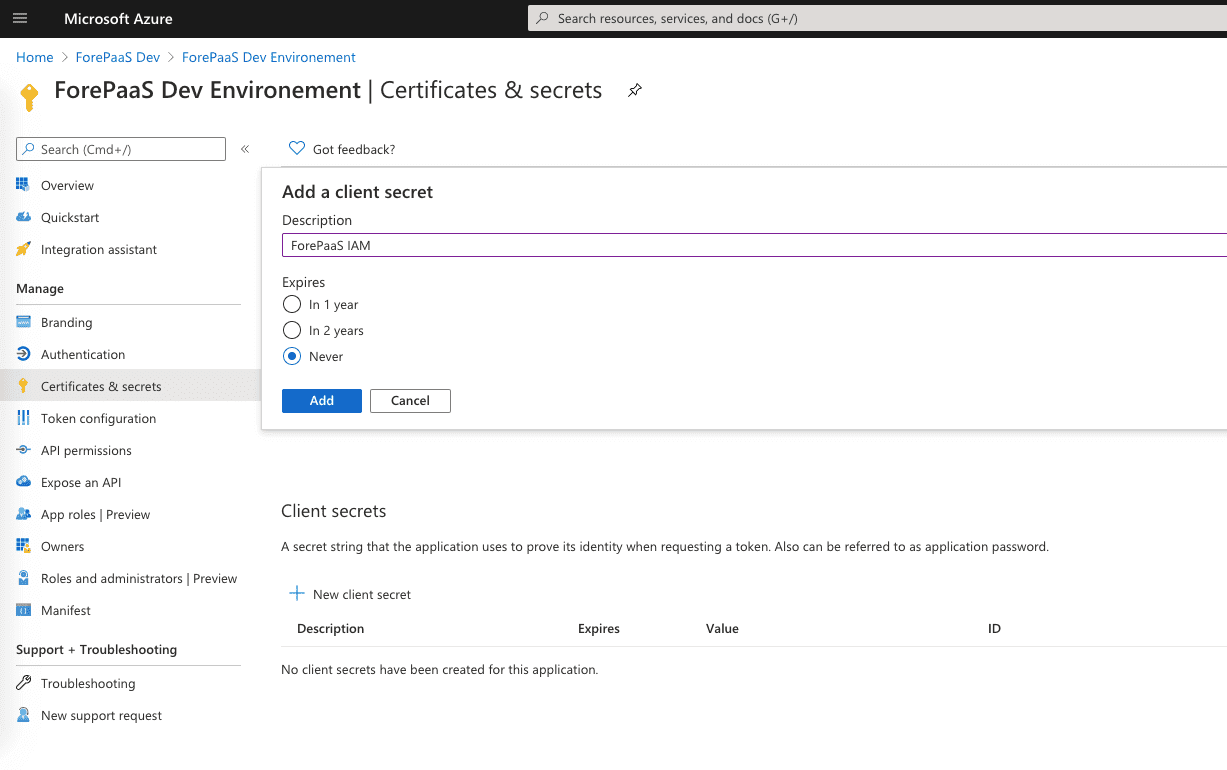 Microsoft Azure
Search resources, services, and docs (G+/)
Home > ForePaaS Dev > ForePaaS Dev Environement
ForePaaS Dev Environement | Certificates & secrets
Search (Cmd+/)
«
Got feedback?
Overview
Quickstart
Integration assistant
Manage
Branding
Authentication
Certificates & secrets
Token configuration
API permissions
Expose an API
App roles | Preview
Owners
Roles and administrators | Preview
Manifest
Support + Troubleshooting
Troubleshooting
New support request
Add a client secret
Description
ForePaaS IAM
Expires
In 1 year
In 2 years
Never
Add Cancel
Client secrets
A secret string that the application uses to prove its identity when requesting a token. Also can be referred to as application password.
New client secret
Description Expires Value ID
No client secrets have been created for this application.